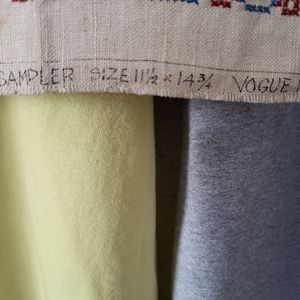 SAMPLER SIZE 11½ × 14¾ VOGUE